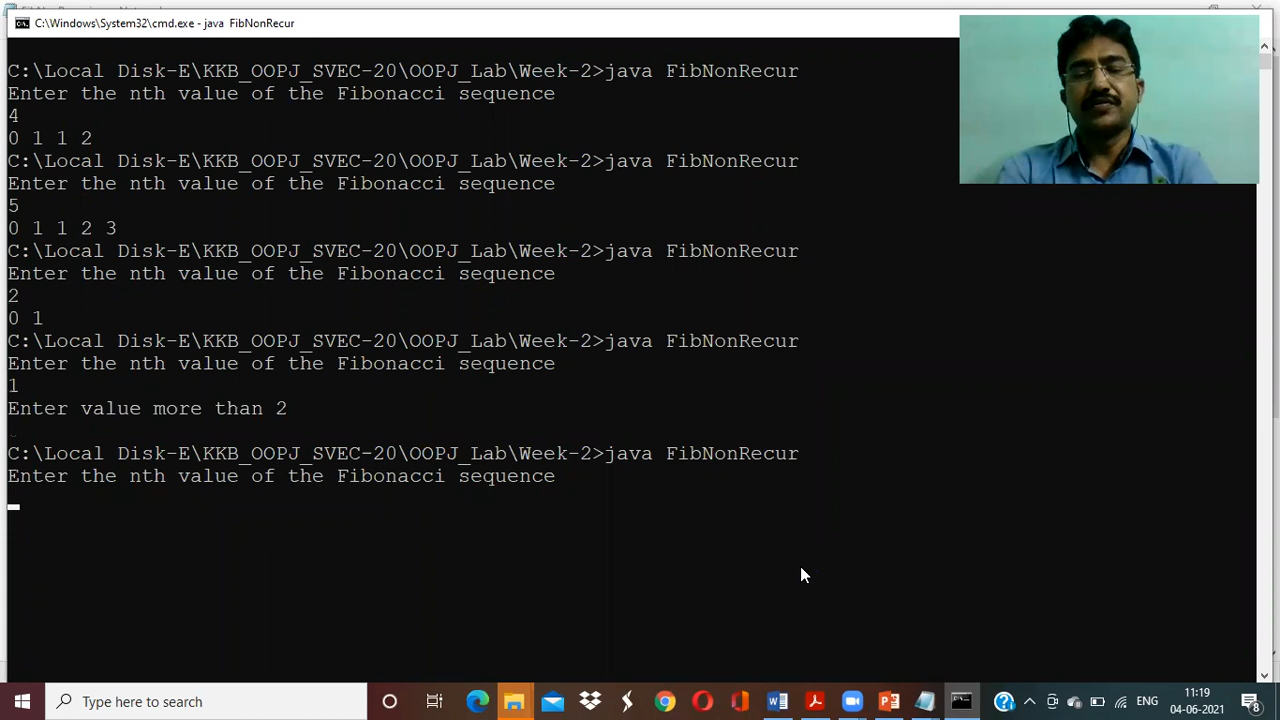 C:\Windows\System32\cmd.exe - java  FibNonRecur
C:\Local Disk-E\KKB_OOPJ_SVEC-20\OOPJ_Lab\Week-2>java FibNonRecur
Enter the nth value of the Fibonacci sequence
4
0 1 1 2
C:\Local Disk-E\KKB_OOPJ_SVEC-20\OOPJ_Lab\Week-2>java FibNonRecur
Enter the nth value of the Fibonacci sequence
5
0 1 1 2 3
C:\Local Disk-E\KKB_OOPJ_SVEC-20\OOPJ_Lab\Week-2>java FibNonRecur
Enter the nth value of the Fibonacci sequence
2
0 1
C:\Local Disk-E\KKB_OOPJ_SVEC-20\OOPJ_Lab\Week-2>java FibNonRecur
Enter the nth value of the Fibonacci sequence
1
Enter value more than 2
C:\Local Disk-E\KKB_OOPJ_SVEC-20\OOPJ_Lab\Week-2>java FibNonRecur
Enter the nth value of the Fibonacci sequence
Type here to search
ENG
11:19
04-06-2021
8